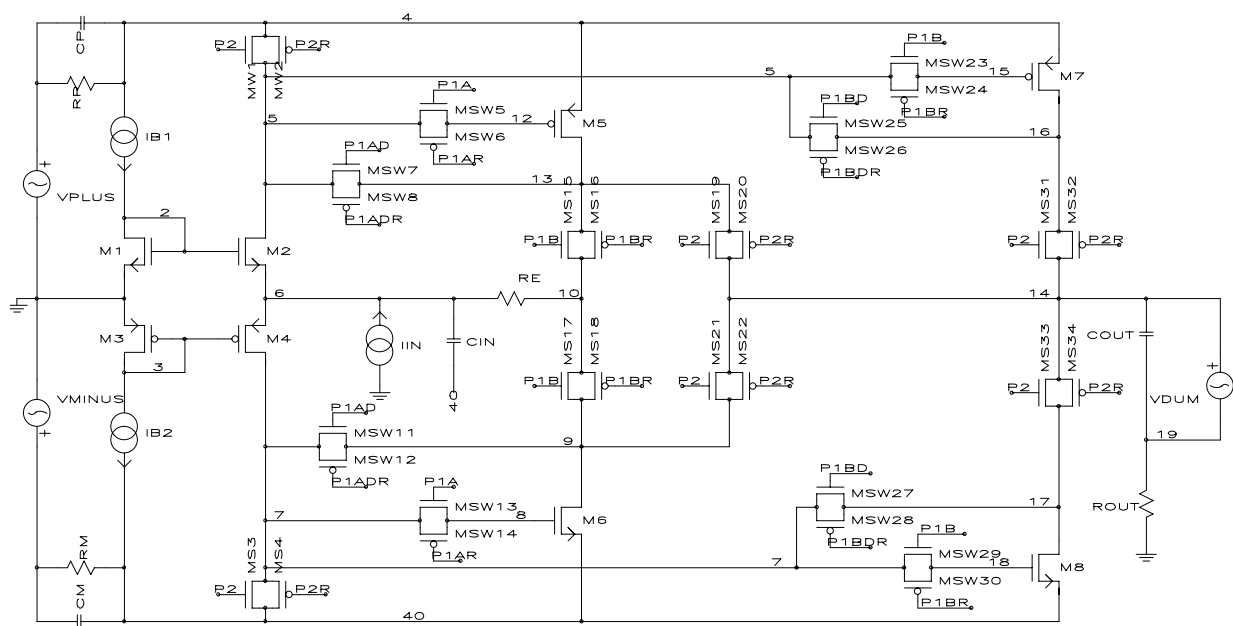 4
CP
P2
P2R
MW1
MW2
P1B
MSW23
5
15
M7
MSW24
P1BR
P1A
MSW5
5
12
M5
MSW6
P1AR
P1BD
MSW25
16
MSW26
P1BDR
IB1
P1AD
MSW7
13
MSW8
P1ADR
VPLUS
+
2
M1
M2
MS15
MS16
P1B
P1BR
MS19
MS20
P2
P2R
MS31
MS32
P2
P2R
RE
6
10
14
M3
M4
IIN
CIN
40
MS17
MS18
P1B
P1BR
MS21
MS22
P2
P2R
MS33
MS34
P2
P2R
COUT
+
VDUM
3
VMINUS
+
IB2
P1AD
MSW11
9
MSW12
P1ADR
19
P1A
MSW13
7
8
M6
MSW14
P1AR
P1BD
MSW27
17
MSW28
P1BDR
ROUT
RM
MS3
MS4
P2
P2R
7
P1B
MSW29
18
M8
MSW30
P1BR
CM
40